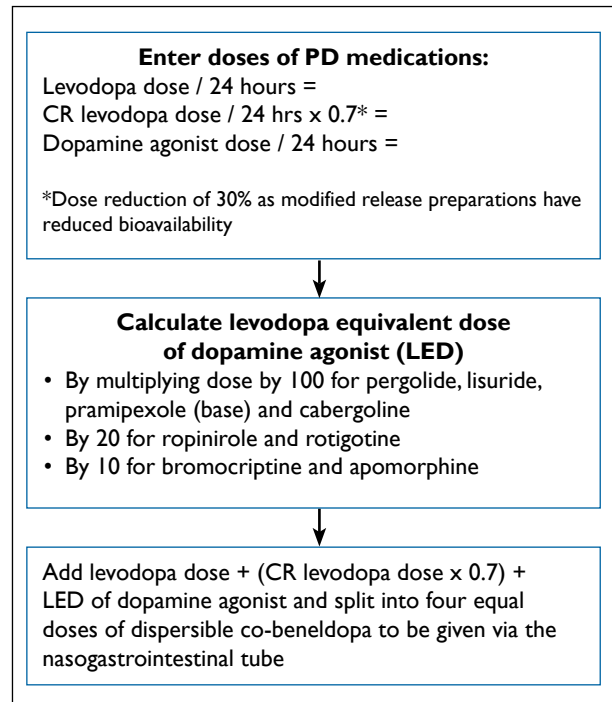 Enter doses of PD medications:
Levodopa dose / 24 hours =
CR levodopa dose / 24 hrs x 0.7* =
Dopamine agonist dose / 24 hours =
*Dose reduction of 30% as modified release preparations have
reduced bioavailability
Calculate levodopa equivalent dose
of dopamine agonist (LED)
• By multiplying dose by 100 for pergolide, lisuride,
pramipexole (base) and cabergoline
• By 20 for ropinirole and rotigotine
• By 10 for bromocriptine and apomorphine
Add levodopa dose + (CR levodopa dose x 0.7) +
LED of dopamine agonist and split into four equal
doses of dispersible co-beneldopa to be given via the
nasogastrointestinal tube